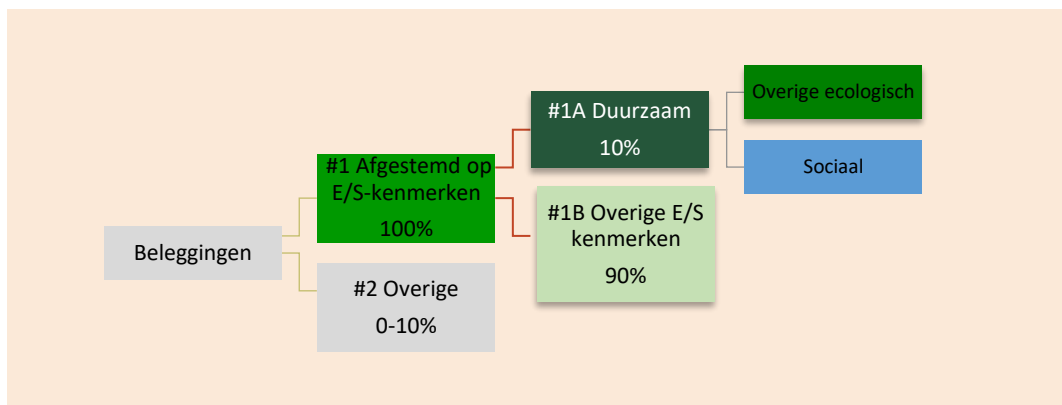 Beleggingen
#1 Afgestemd op
E/S-kenmerken
100%
#2 Overige
0-10%
#1A Duurzaam
10%
#1B Overige E/S
kenmerken
90%
Overige ecologisch
Sociaal